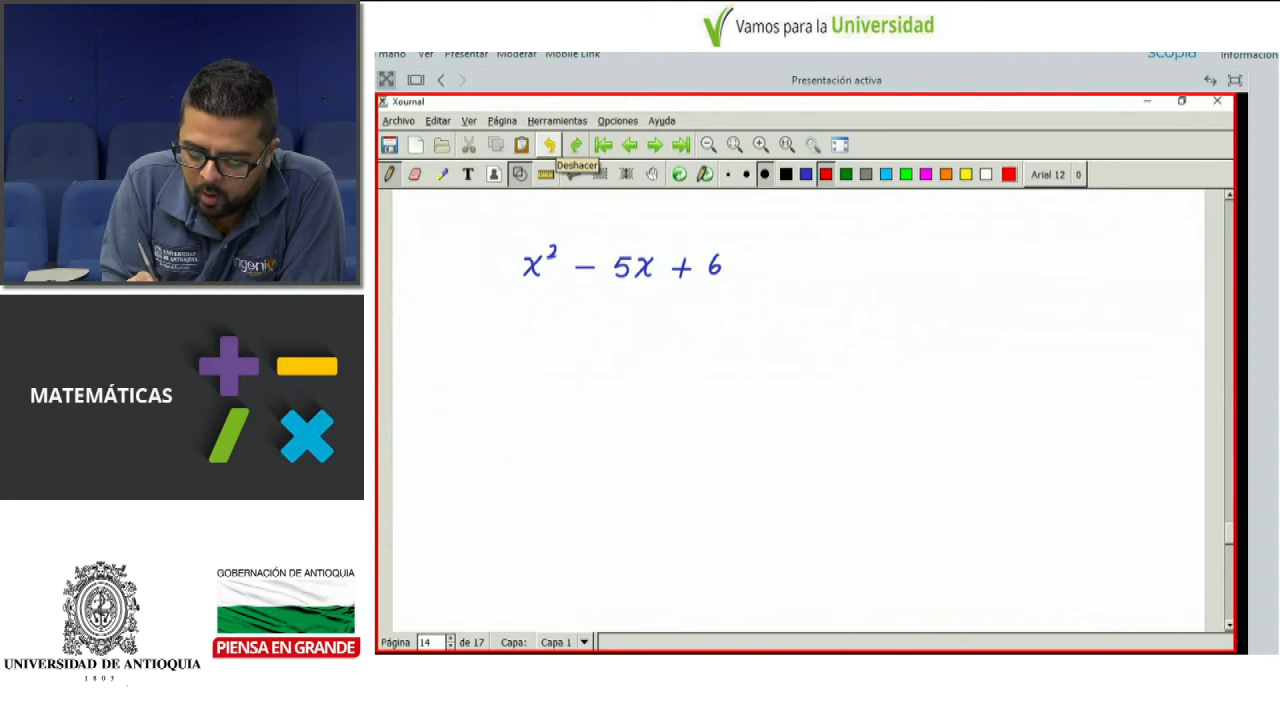 Vamos para la Universidad
Ver Presentar Moderar Mobile Link
scopia Información
Presentación activa
Xournal
Archivo Editar Ver Página Herramientas Opciones Ayuda
Deshacer
T
Arial 12
x² − 5x + 6
MATEMÁTICAS
UNIVERSIDAD DE ANTIOQUIA
1803
GOBERNACIÓN DE ANTIOQUIA
PIENSA EN GRANDE
Página 14 de 17 Capa: Capa 1